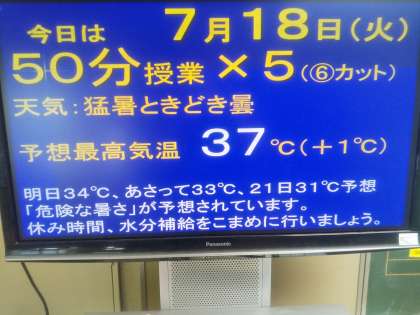 今日は 7月18日(火)
50分授業×5(⑥カット)
天気:猛暑ときどき曇
予想最高気温 37℃(+1℃)
明日34℃、あさって33℃、21日31℃予想
「危険な暑さ」が予想されています。
休み時間、水分補給をこまめに行いましょう。
Panasonic